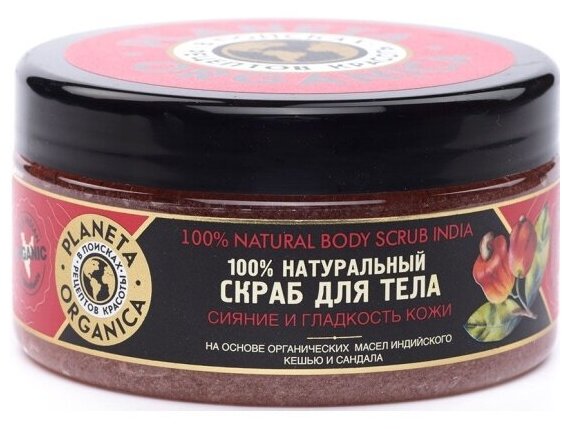 PLANETA
ORGANICA
В ПОИСКАХ
РЕЦЕПТОВ КРАСОТЫ
100% NATURAL BODY SCRUB INDIA
100% НАТУРАЛЬНЫЙ
СКРАБ ДЛЯ ТЕЛА
СИЯНИЕ И ГЛАДКОСТЬ КОЖИ
НА ОСНОВЕ ОРГАНИЧЕСКИХ МАСЕЛ ИНДИЙСКОГО
КЕШЬЮ И САНДАЛА